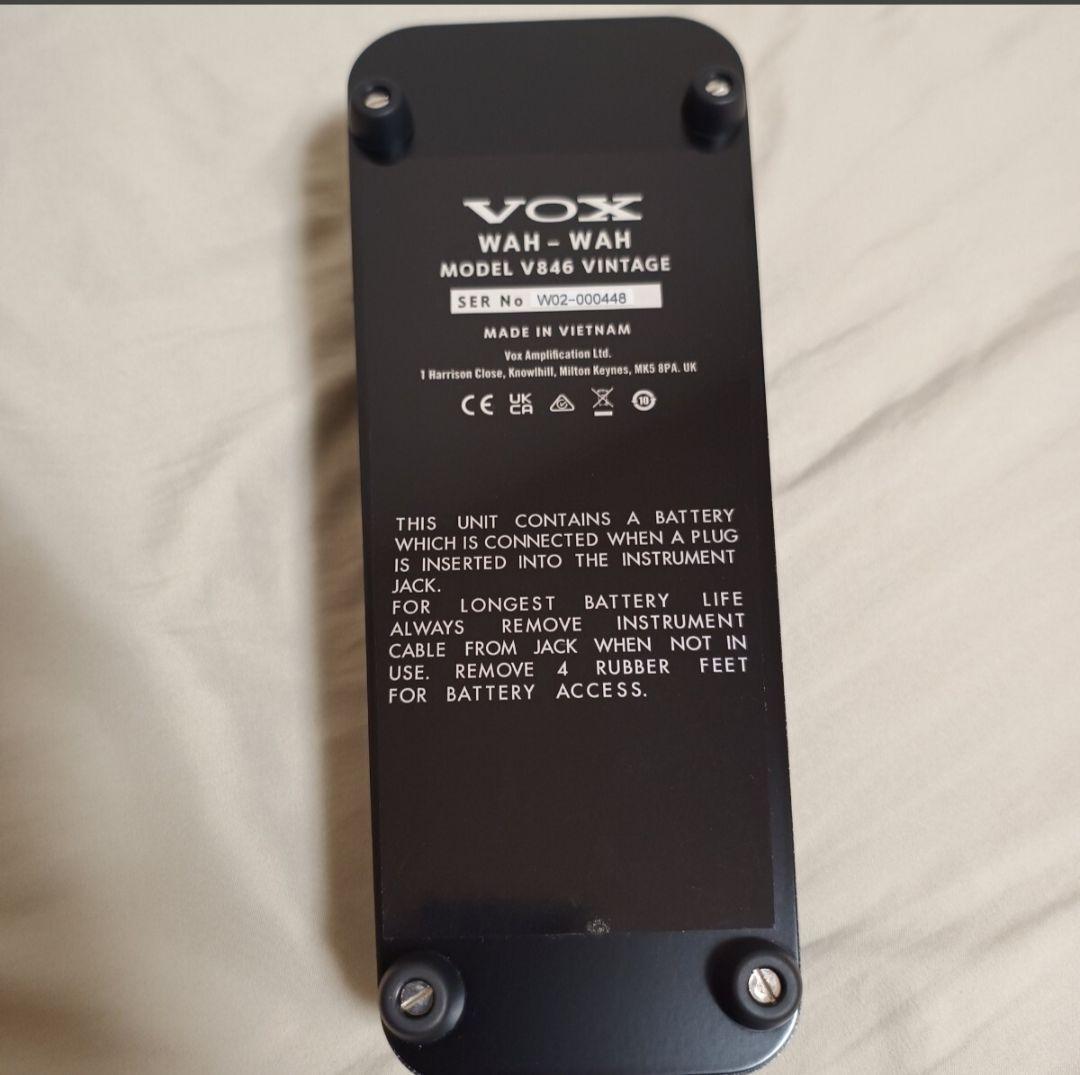 VOX
WAH – WAH
MODEL V846 VINTAGE
SER No W02-000448
MADE IN VIETNAM
Vox Amplification Ltd.
1 Harrison Close, Knowlhill, Milton Keynes, MK5 8PA. UK
CE UK CA 10
THIS UNIT CONTAINS A BATTERY
WHICH IS CONNECTED WHEN A PLUG
IS INSERTED INTO THE INSTRUMENT
JACK.
FOR LONGEST BATTERY LIFE
ALWAYS REMOVE INSTRUMENT
CABLE FROM JACK WHEN NOT IN
USE. REMOVE 4 RUBBER FEET
FOR BATTERY ACCESS.